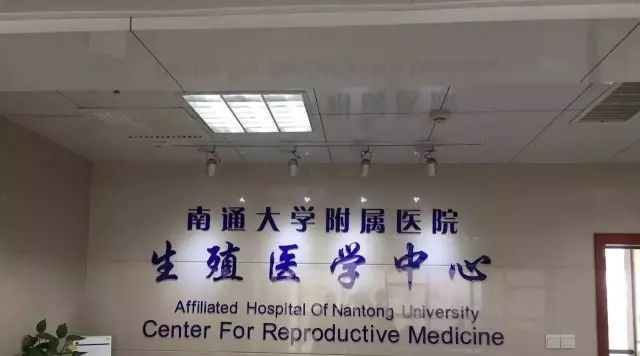 南通大学附属医院
生殖医学中心
Affiliated Hospital Of Nantong University
Center For Reproductive Medicine